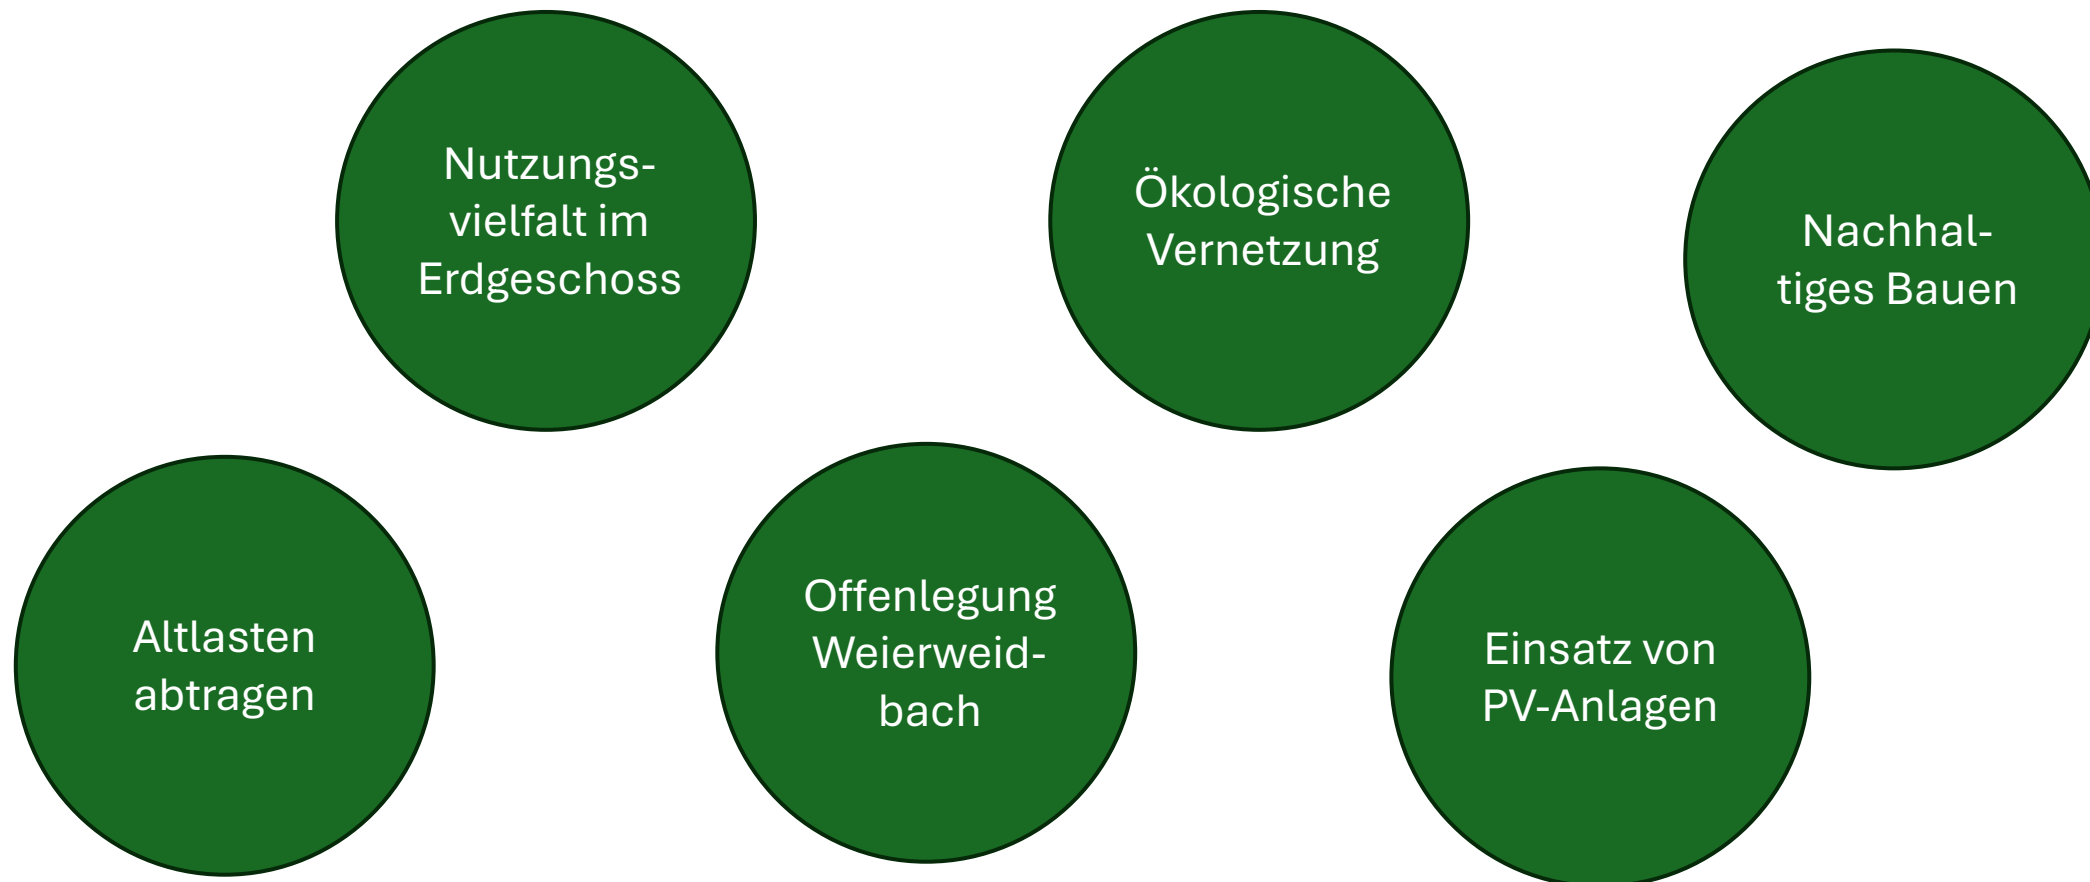 Nutzungs-
vielfalt im
Erdgeschoss
Ökologische
Vernetzung
Nachhal-
tiges Bauen
Altlasten
abtragen
Offenlegung
Weierweid-
bach
Einsatz von
PV-Anlagen